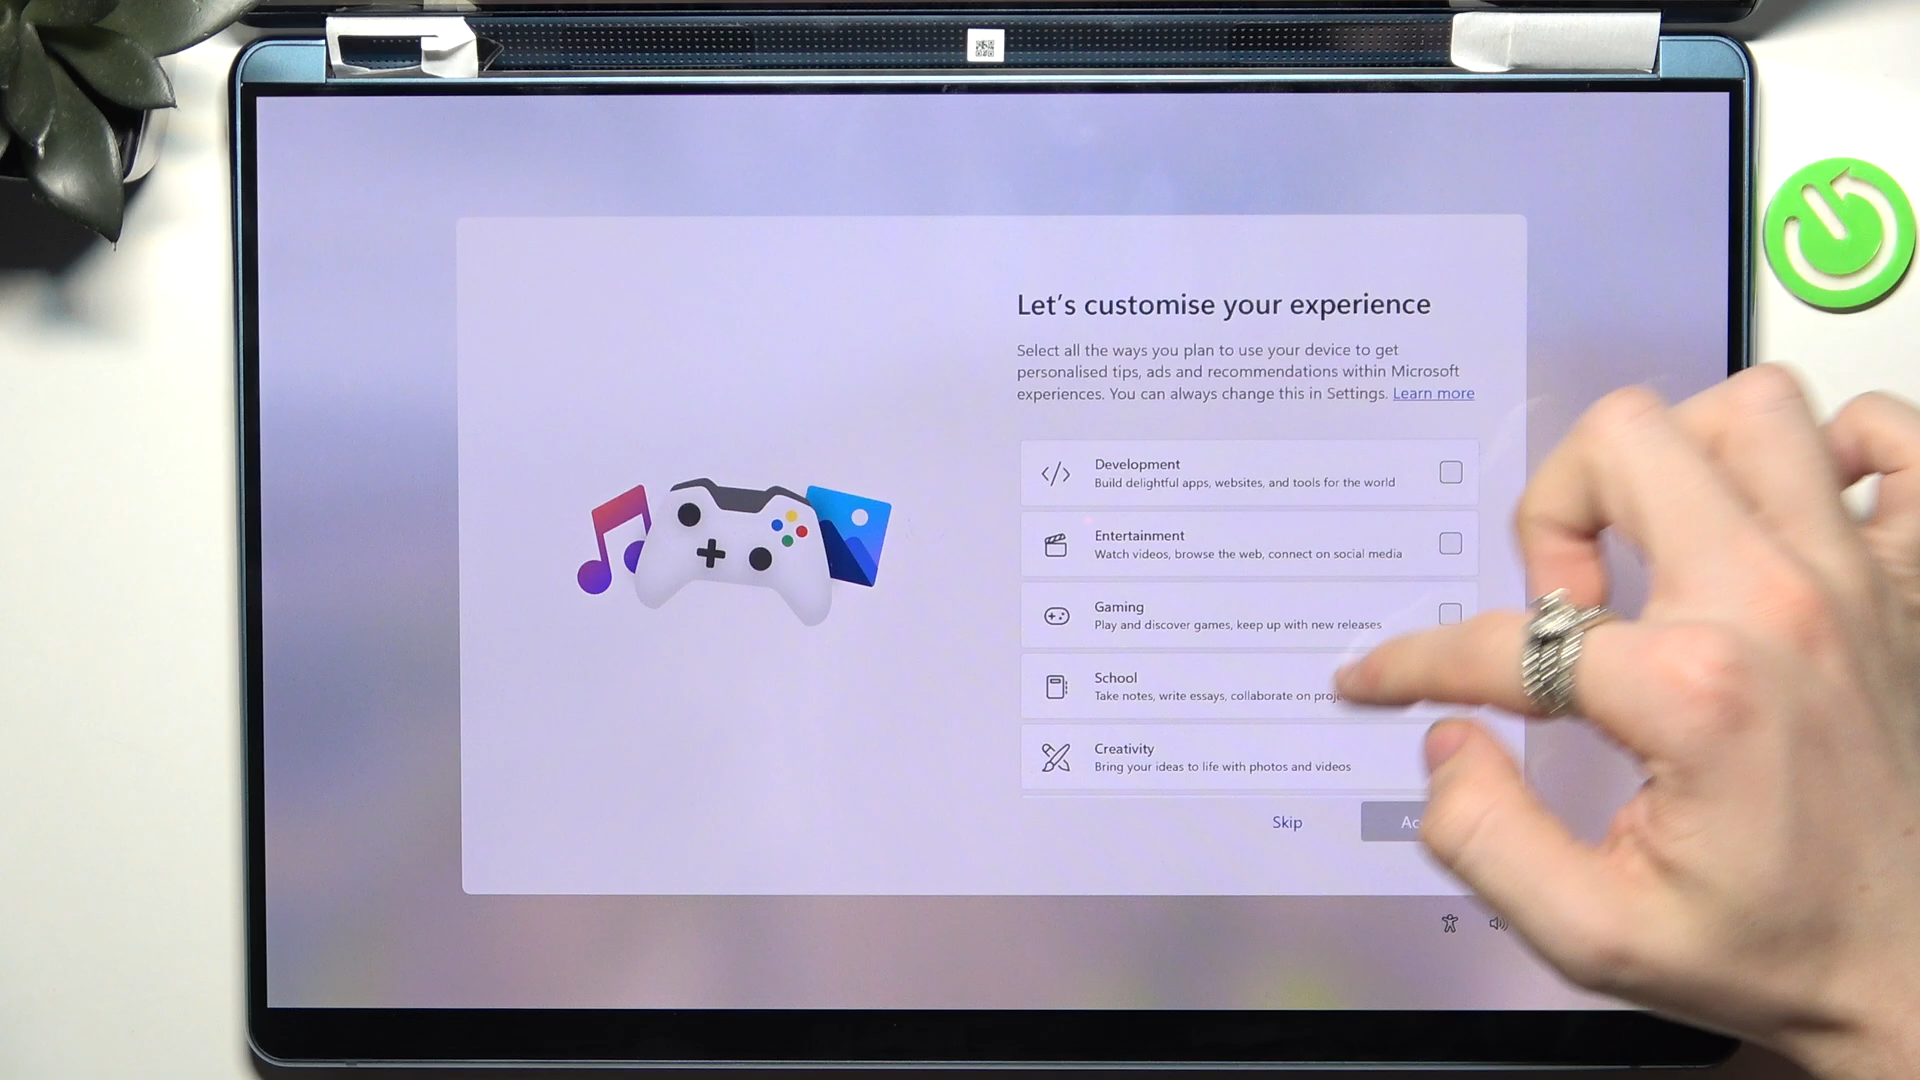 Let's customise your experience
Select all the ways you plan to use your device to get
personalised tips, ads and recommendations within Microsoft
experiences. You can always change this in Settings. Learn more
Development
Build delightful apps, websites, and tools for the world
Entertainment
Watch videos, browse the web, connect on social media
Gaming
Play and discover games, keep up with new releases
School
Take notes, write essays, collaborate on
Creativity
Bring your ideas to life with photos and videos
Skip